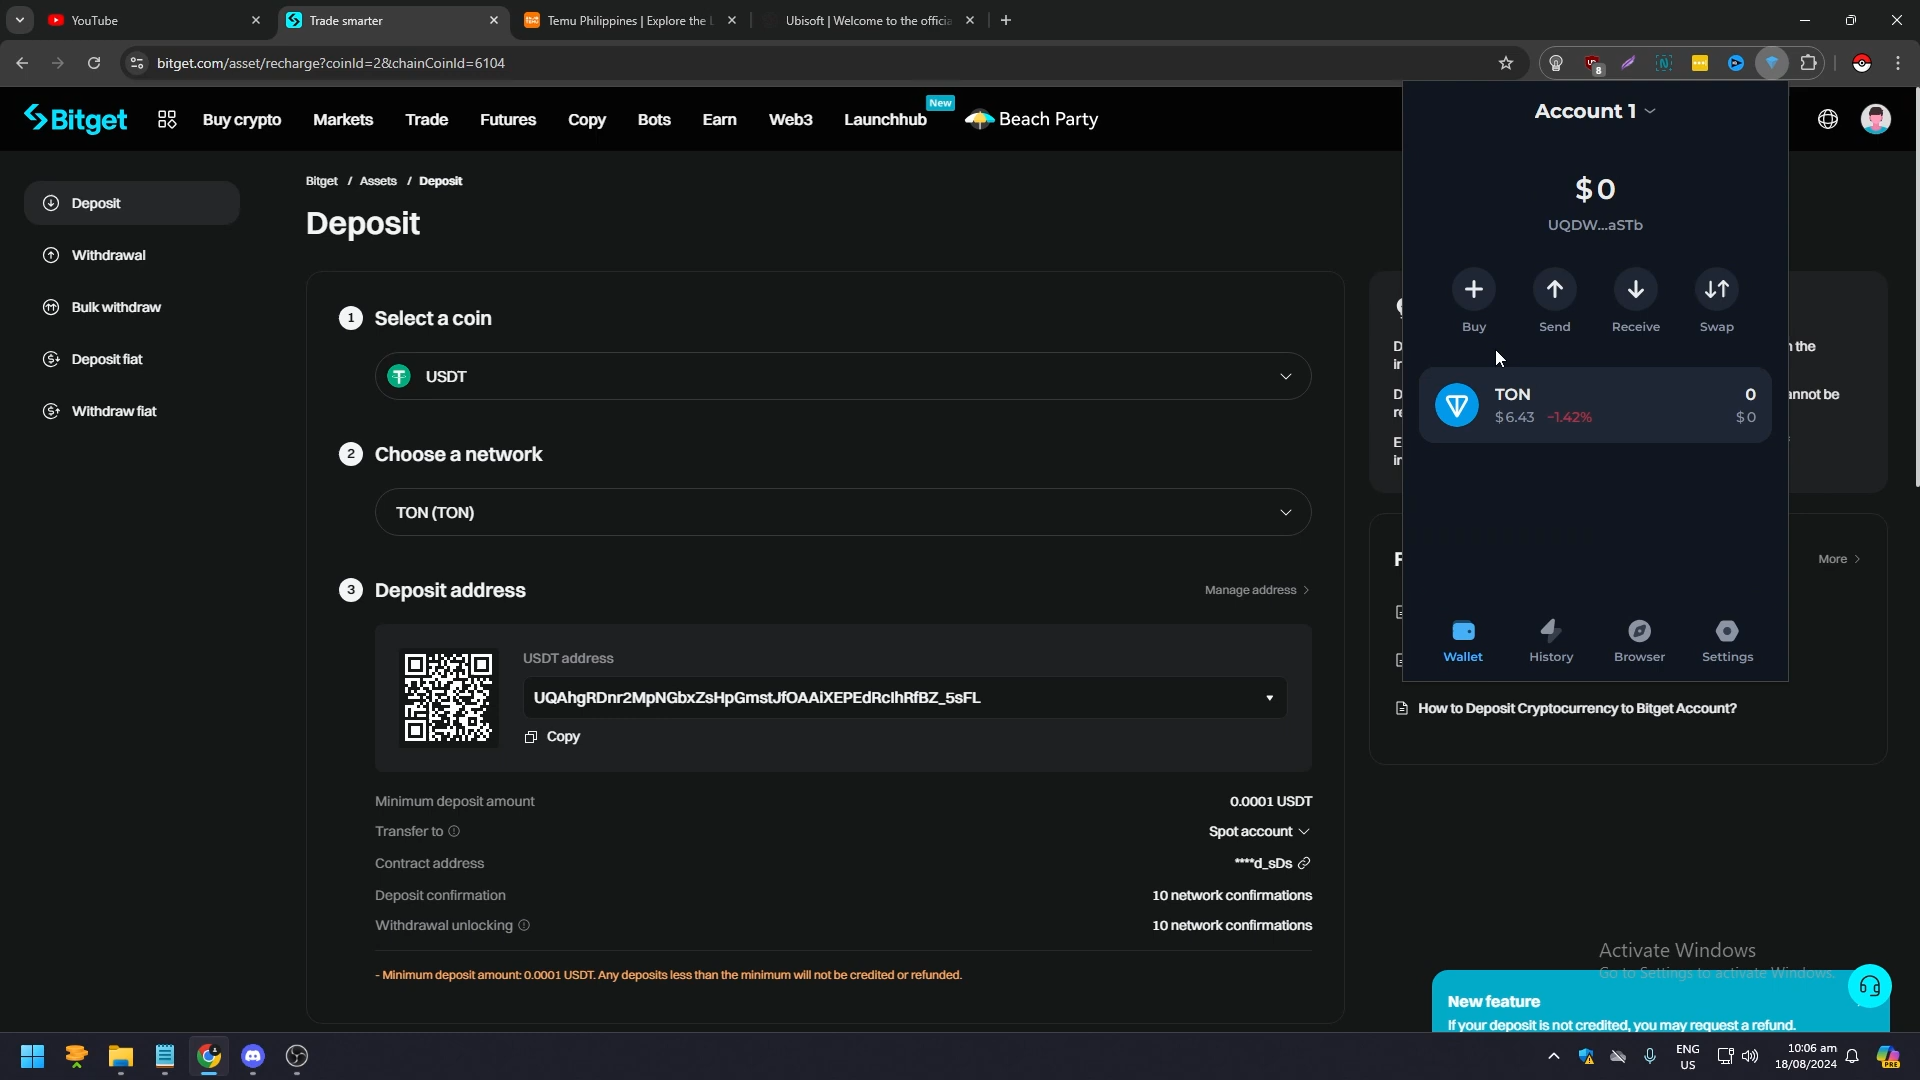 YouTube
Trade smarter
Temu Philippines | Explore the L
Ubisoft | Welcome to the officia
bitget.com/asset/recharge?coinId=2&chainCoinId=6104
8
Bitget
Buy crypto
Markets
Trade
Futures
Copy
Bots
Earn
Web3
Launchhub
New
Beach Party
Deposit
Withdrawal
Bulk withdraw
Deposit fiat
Withdraw fiat
Bitget / Assets / Deposit
Deposit
1 Select a coin
USDT
2 Choose a network
TON (TON)
3 Deposit address
Manage address >
USDT address
UQAhgRDnr2MpNGbxZsHpGmstJfOAAiXEPEdRclhRfBZ_5sFL
Copy
Minimum deposit amount 0.0001 USDT
Transfer to Spot account
Contract address ****d_sDs
Deposit confirmation 10 network confirmations
Withdrawal unlocking 10 network confirmations
- Minimum deposit amount: 0.0001 USDT. Any deposits less than the minimum will not be credited or refunded.
Account 1
$0
UQDW...aSTb
Buy
Send
Receive
Swap
TON 0
$6.43 -1.42% $0
Wallet
History
Browser
Settings
the
annot be
More >
How to Deposit Cryptocurrency to Bitget Account?
Activate Windows
Go to Settings to activate Windows.
New feature
If your deposit is not credited, you may request a refund.
ENG
US
10:06 am
18/08/2024
PRE